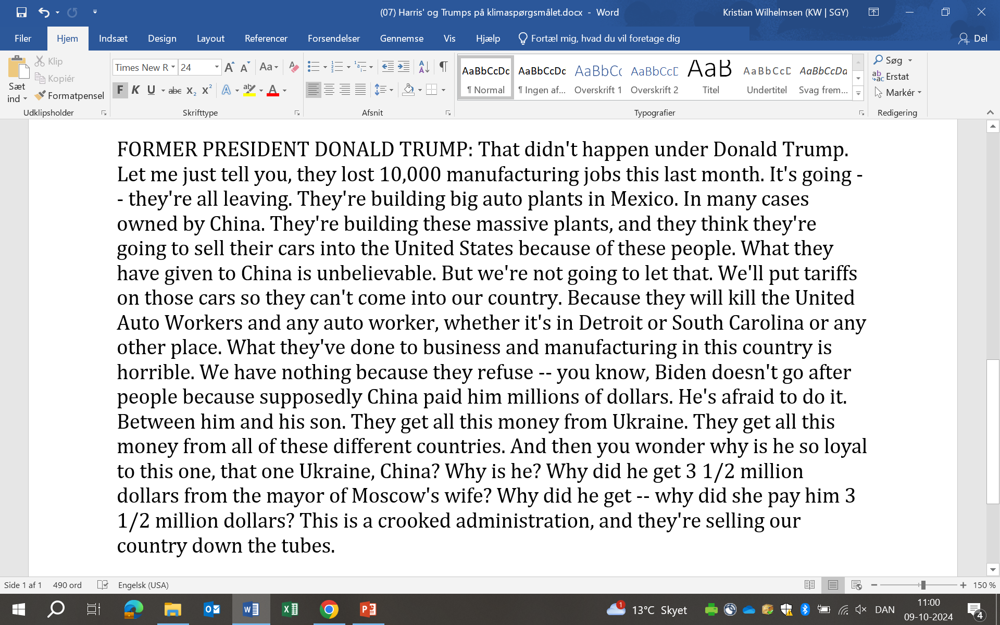 (07) Harris' og Trumps på klimaspørgsmålet.docx - Word
Kristian Wilhelmsen (KW | SGY)
Filer Hjem Indsæt Design Layout Referencer Forsendelser Gennemse Vis Hjælp Fortæl mig, hvad du vil foretage dig Del
Sæt ind
Klip
Kopiér
Formatpensel
Udklipsholder
Times New R 24
Aa
F K U abc x₂ x²
Skrifttype
Afsnit
AaBbCcDc AaBbCcDc AaBbCc AaBbCcD AaB AaBbCcD AaBbCcDa
¶ Normal ¶ Ingen af... Overskrift 1 Overskrift 2 Titel Undertitel Svag frem...
Typografier
Søg
Erstat
Markér
Redigering
FORMER PRESIDENT DONALD TRUMP: That didn't happen under Donald Trump.
Let me just tell you, they lost 10,000 manufacturing jobs this last month. It's going -
- they're all leaving. They're building big auto plants in Mexico. In many cases
owned by China. They're building these massive plants, and they think they're
going to sell their cars into the United States because of these people. What they
have given to China is unbelievable. But we're not going to let that. We'll put tariffs
on those cars so they can't come into our country. Because they will kill the United
Auto Workers and any auto worker, whether it's in Detroit or South Carolina or any
other place. What they've done to business and manufacturing in this country is
horrible. We have nothing because they refuse -- you know, Biden doesn't go after
people because supposedly China paid him millions of dollars. He's afraid to do it.
Between him and his son. They get all this money from Ukraine. They get all this
money from all of these different countries. And then you wonder why is he so loyal
to this one, that one Ukraine, China? Why is he? Why did he get 3 1/2 million
dollars from the mayor of Moscow's wife? Why did he get -- why did she pay him 3
1/2 million dollars? This is a crooked administration, and they're selling our
country down the tubes.
Side 1 af 1 490 ord Engelsk (USA) 150 %
1 13°C Skyet DAN 11:00
09-10-2024 4